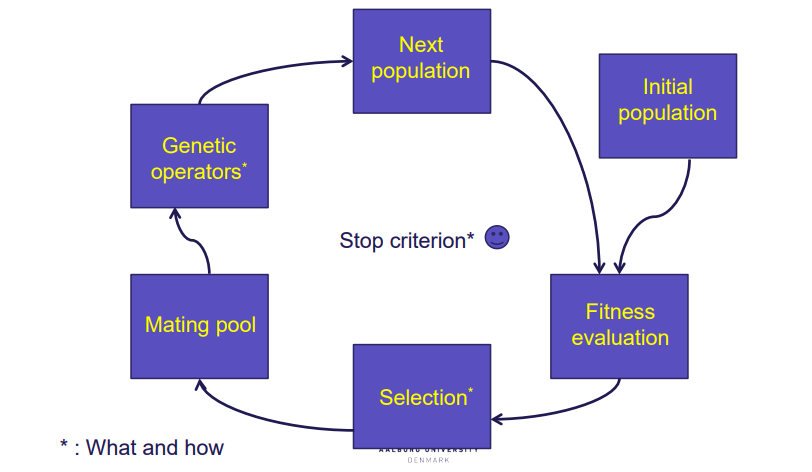 Next
population
Initial
population
Genetic
operators*
Stop criterion*
Mating pool
Fitness
evaluation
Selection*
* : What and how
AALBORG UNIVERSITY
DENMARK